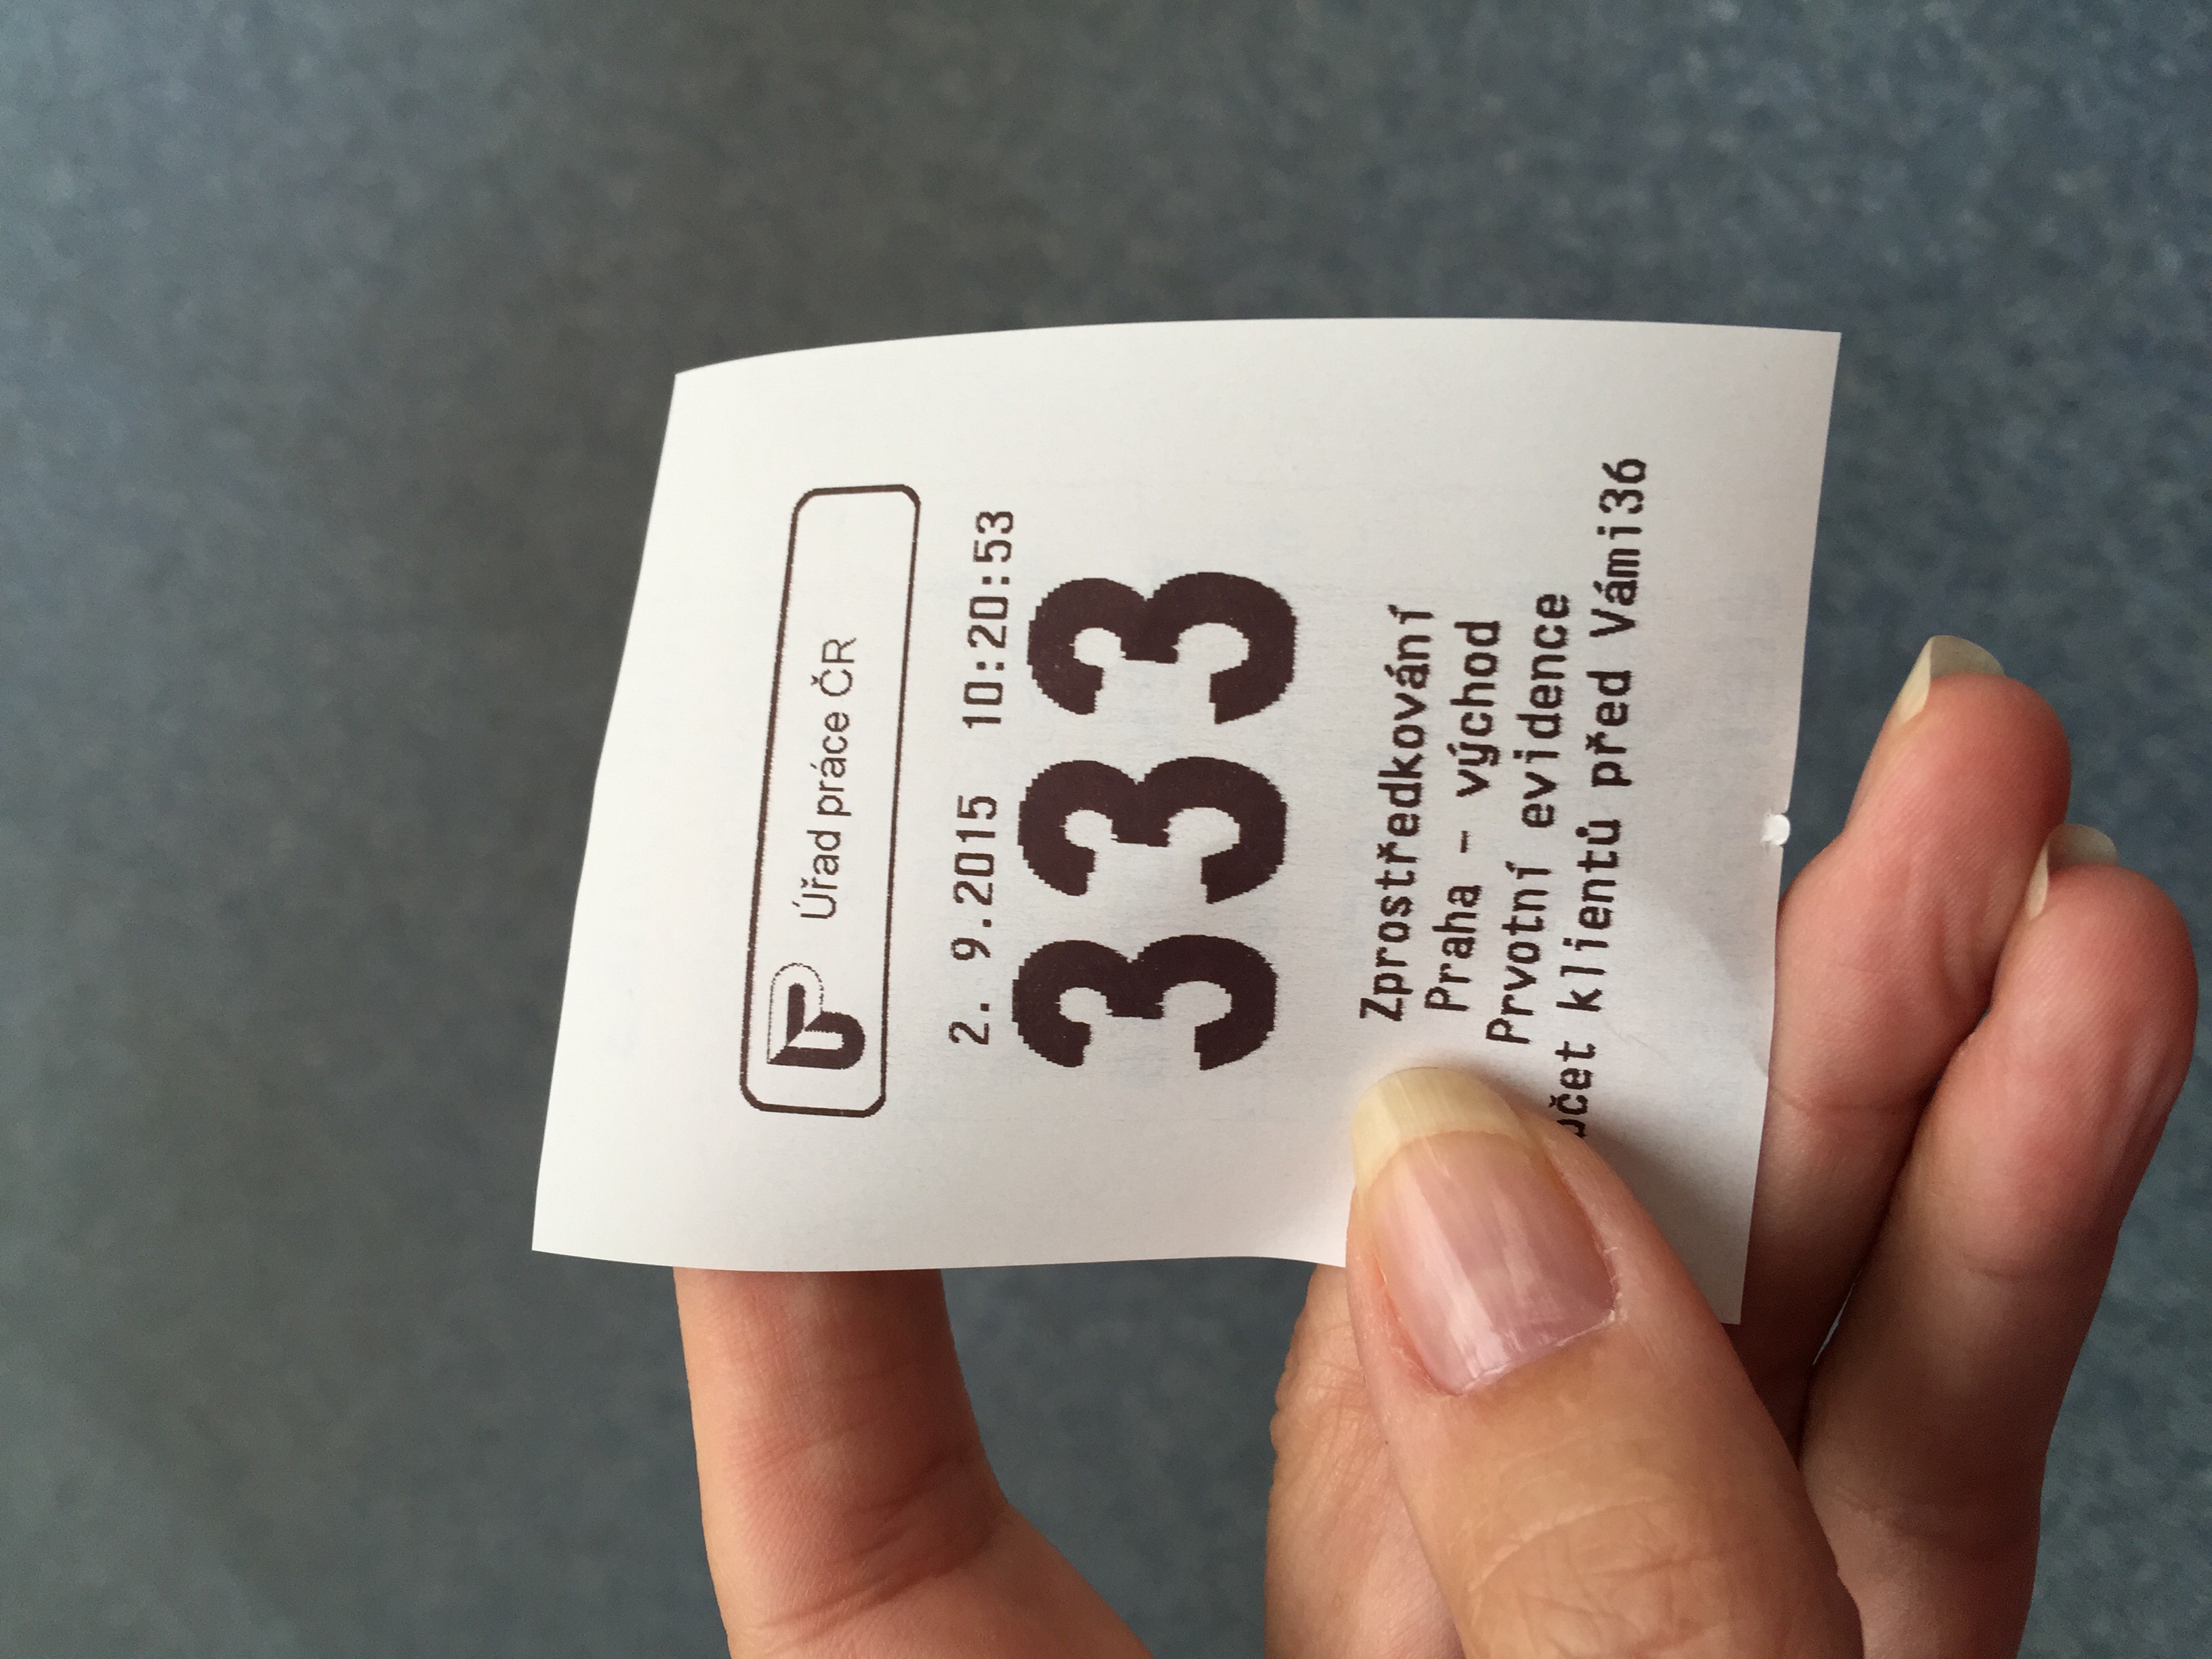 Úřad práce ČR
2. 9.2015 10:20:53
333
Zprostředkování
Praha - východ
Prvotní evidence
klientů před Vámi36